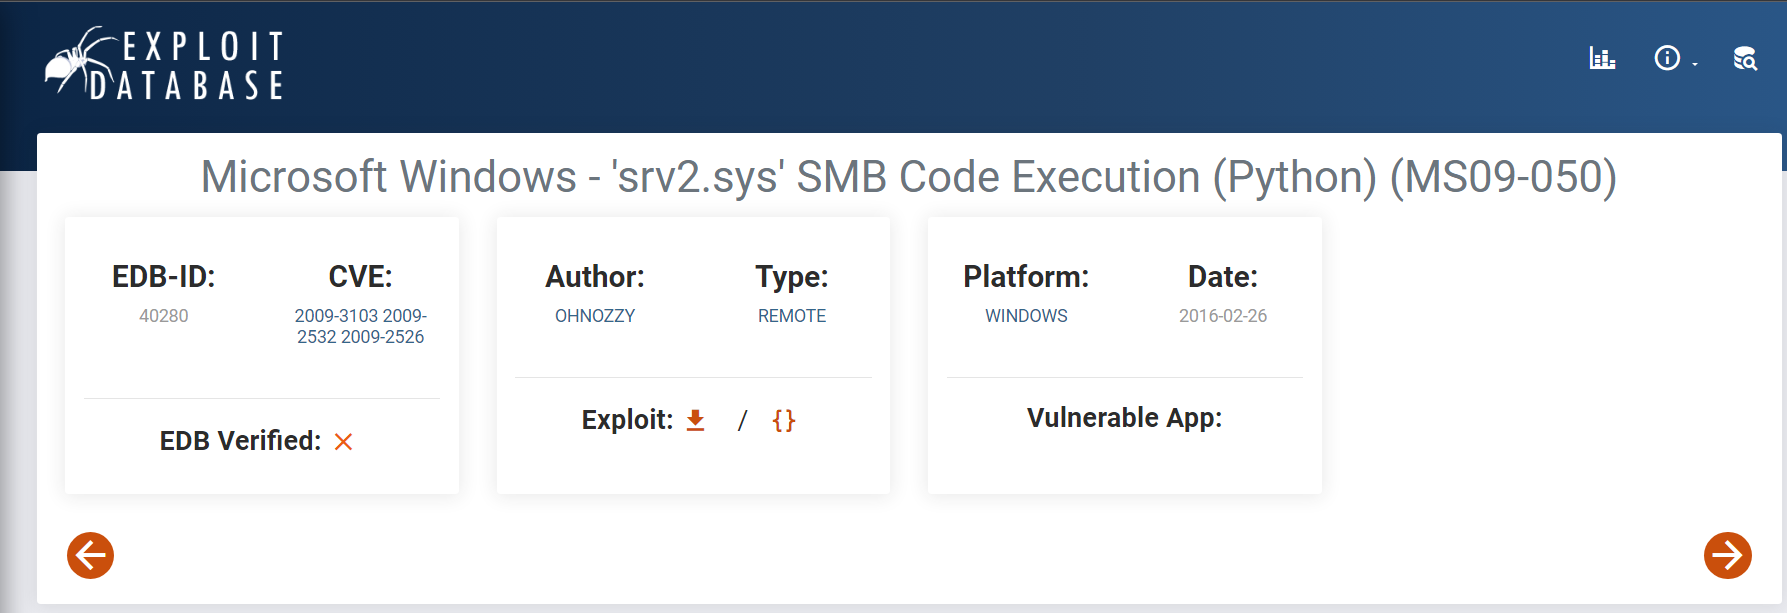 EXPLOIT
DATABASE
Microsoft Windows - 'srv2.sys' SMB Code Execution (Python) (MS09-050)
EDB-ID:
40280
CVE:
2009-3103 2009-
2532 2009-2526
EDB Verified:
Author:
OHNOZZY
Type:
REMOTE
Exploit: / {}
Platform:
WINDOWS
Date:
2016-02-26
Vulnerable App: